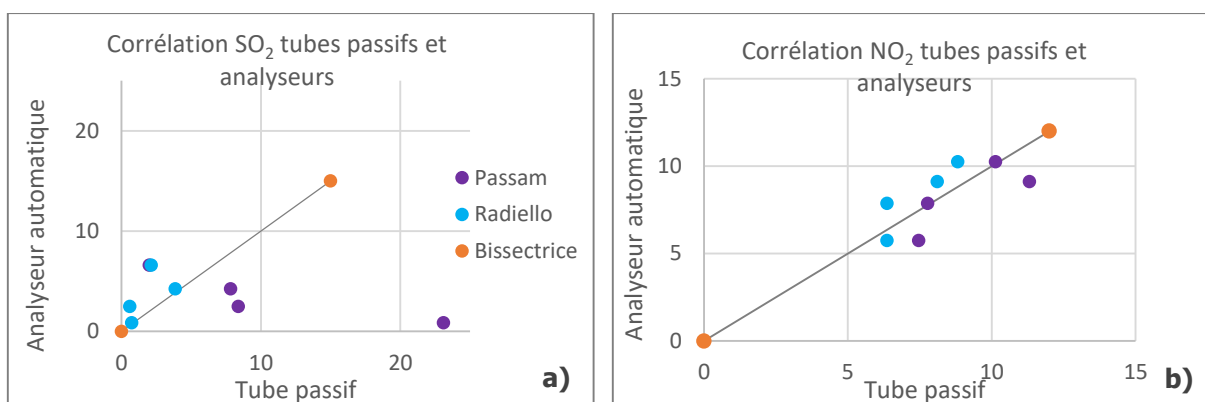 Corrélation SO₂ tubes passifs et
analyseurs
Analyseur automatique
20
10
0
0
10
20
Tube passif
Passam
Radiello
Bissectrice
a)
Corrélation NO₂ tubes passifs et
analyseurs
Analyseur automatique
15
10
5
0
0
5
10
15
Tube passif
b)